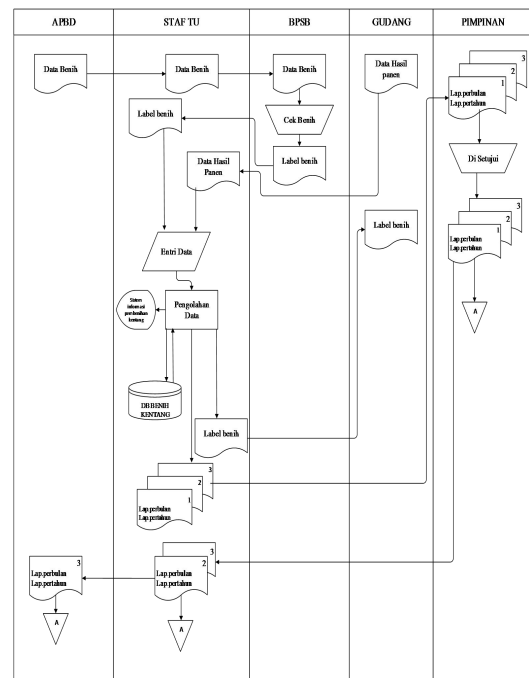 APBD
STAF TU
BPSB
GUDANG
PIMPINAN
Data Benih
Data Benih
Data Benih
Data Hasil
panen
3
2
1
Lap.perbulan
Lap.pertahun
Label benih
Cek Benih
Data Hasil
Panen
Label benih
Di Setujui
Label benih
3
2
1
Lap.perbulan
Lap.pertahun
Entri Data
A
Sistem
informasi
pembenihan
kentang
Pengolahan
Data
DB BENIH
KENTANG
Label benih
3
2
1
Lap.perbulan
Lap.pertahun
3
Lap.perbulan
Lap.pertahun
3
2
Lap.perbulan
Lap.pertahun
A
A